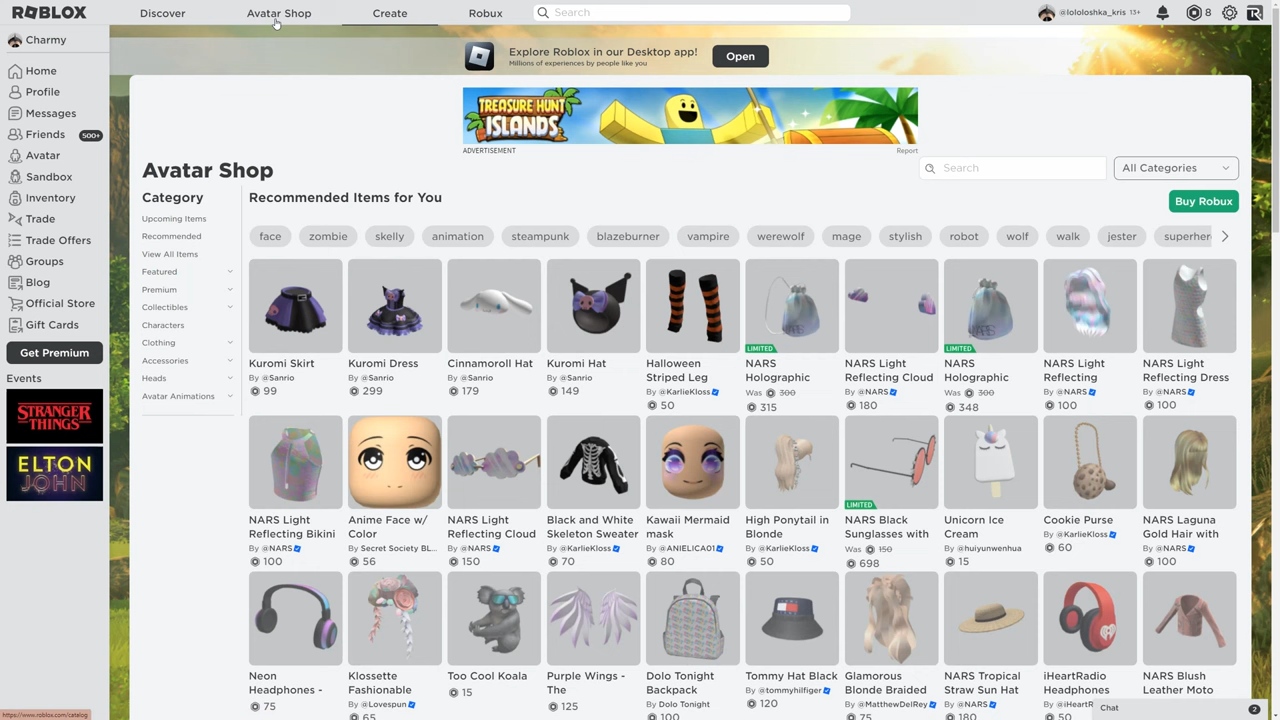 ROBLOX
Discover
Avatar Shop
Create
Robux
Search
@lololoshka_kris 13+
8
Charmy
Home
Profile
Messages
Friends 500+
Avatar
Sandbox
Inventory
Trade
Trade Offers
Groups
Blog
Official Store
Gift Cards
Get Premium
Events
STRANGER THINGS
ELTON JOHN
Explore Roblox in our Desktop app!
Millions of experiences by people like you
Open
TREASURE HUNT
ISLANDS
ADVERTISEMENT
Report
Avatar Shop
Search
All Categories
Category
Upcoming Items
Recommended
View All Items
Featured
Premium
Collectibles
Characters
Clothing
Accessories
Heads
Avatar Animations
Recommended Items for You
Buy Robux
face zombie skelly animation steampunk blazeburner vampire werewolf mage stylish robot wolf walk jester superher
Kuromi Skirt
By @Sanrio
99
Kuromi Dress
By @Sanrio
299
Cinnamoroll Hat
By @Sanrio
179
Kuromi Hat
By @Sanrio
149
Halloween
Striped Leg
By @KarlieKloss
50
LIMITED
NARS
Holographic
Was 300
315
NARS Light
Reflecting Cloud
By @NARS
180
LIMITED
NARS
Holographic
Was 300
348
NARS Light
Reflecting
By @NARS
100
NARS Light
Reflecting Dress
By @NARS
100
NARS Light
Reflecting Bikini
By @NARS
100
Anime Face w/
Color
By Secret Society BL...
56
NARS Light
Reflecting Cloud
By @NARS
150
Black and White
Skeleton Sweater
By @KarlieKloss
70
Kawaii Mermaid
mask
By @ANIELICA01
80
High Ponytail in
Blonde
By @KarlieKloss
50
LIMITED
NARS Black
Sunglasses with
Was 150
698
Unicorn Ice
Cream
By @huiyunwenhua
15
Cookie Purse
By @KarlieKloss
60
NARS Laguna
Gold Hair with
By @NARS
100
Neon
Headphones -
75
Klossette
Fashionable
By @Lovespun
65
Too Cool Koala
15
Purple Wings -
The
125
Dolo Tonight
Backpack
By Dolo Tonight
100
Tommy Hat Black
By @tommyhilfiger
120
Glamorous
Blonde Braided
By @MatthewDelRey
75
NARS Tropical
Straw Sun Hat
By @NARS
180
iHeartRadio
Headphones
By @iHeartR
NARS Blush
Leather Moto
Chat
2
https://www.roblox.com/catalog